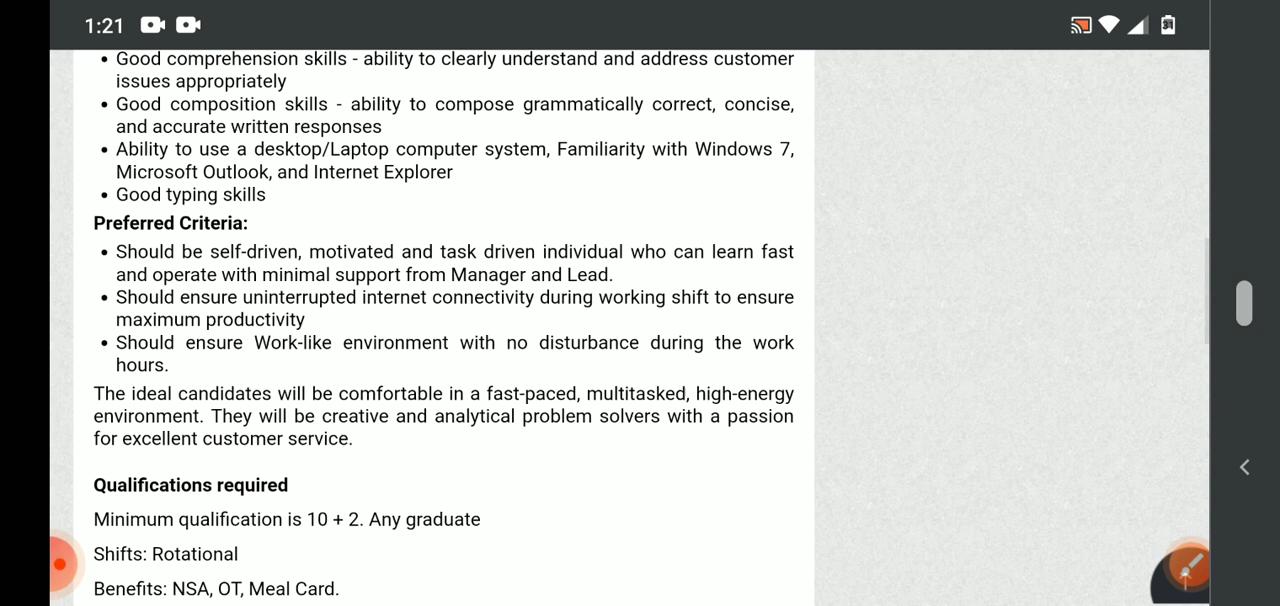 1:21
31
Good comprehension skills - ability to clearly understand and address customer
issues appropriately
Good composition skills - ability to compose grammatically correct, concise,
and accurate written responses
Ability to use a desktop/Laptop computer system, Familiarity with Windows 7,
Microsoft Outlook, and Internet Explorer
Good typing skills
Preferred Criteria:
Should be self-driven, motivated and task driven individual who can learn fast
and operate with minimal support from Manager and Lead.
Should ensure uninterrupted internet connectivity during working shift to ensure
maximum productivity
Should ensure Work-like environment with no disturbance during the work
hours.
The ideal candidates will be comfortable in a fast-paced, multitasked, high-energy
environment. They will be creative and analytical problem solvers with a passion
for excellent customer service.
Qualifications required
Minimum qualification is 10 + 2. Any graduate
Shifts: Rotational
Benefits: NSA, OT, Meal Card.